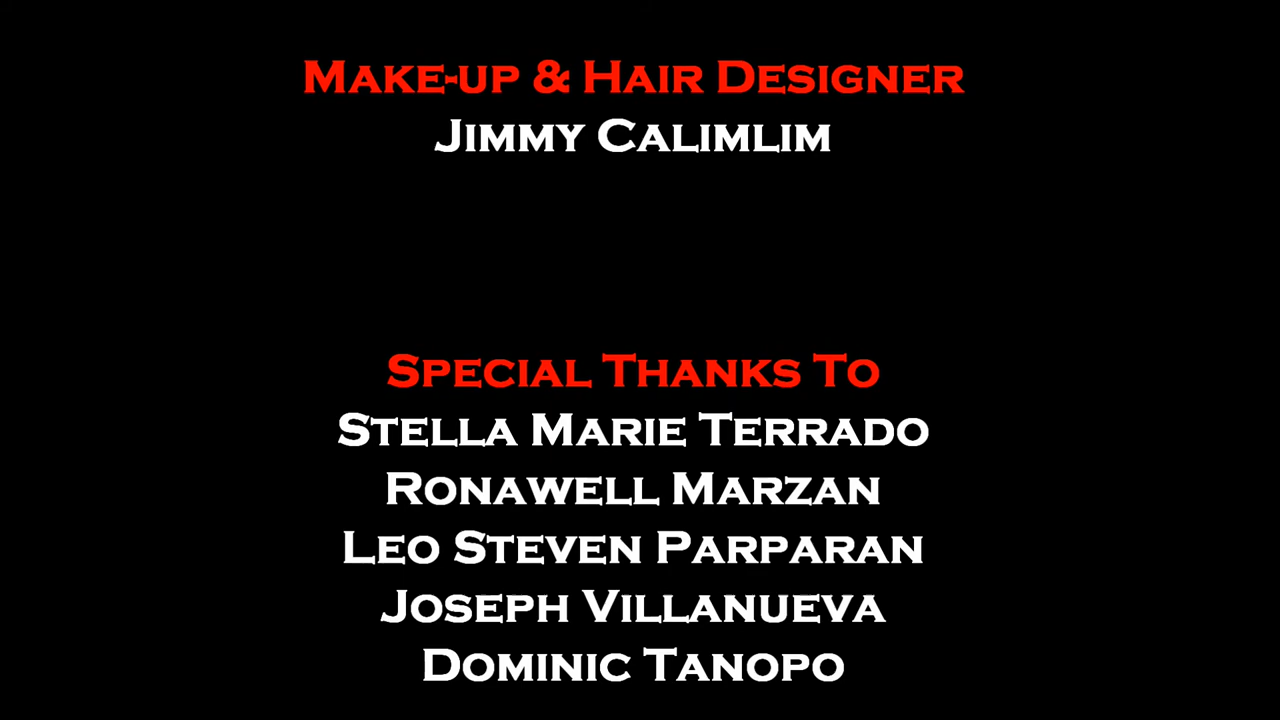 Make-up & Hair Designer
Jimmy Calimlim
Special Thanks To
Stella Marie Terrado
Ronawell Marzan
Leo Steven Parparan
Joseph Villanueva
Dominic Tanopo